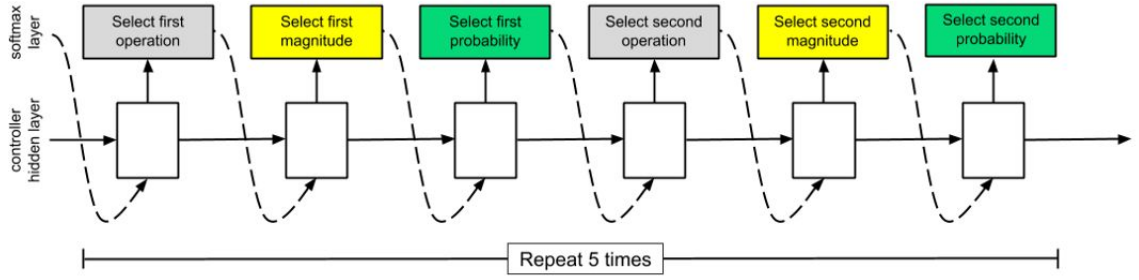 softmax
layer
Select first
operation
Select first
magnitude
Select first
probability
Select second
operation
Select second
magnitude
Select second
probability
controller
hidden layer
Repeat 5 times